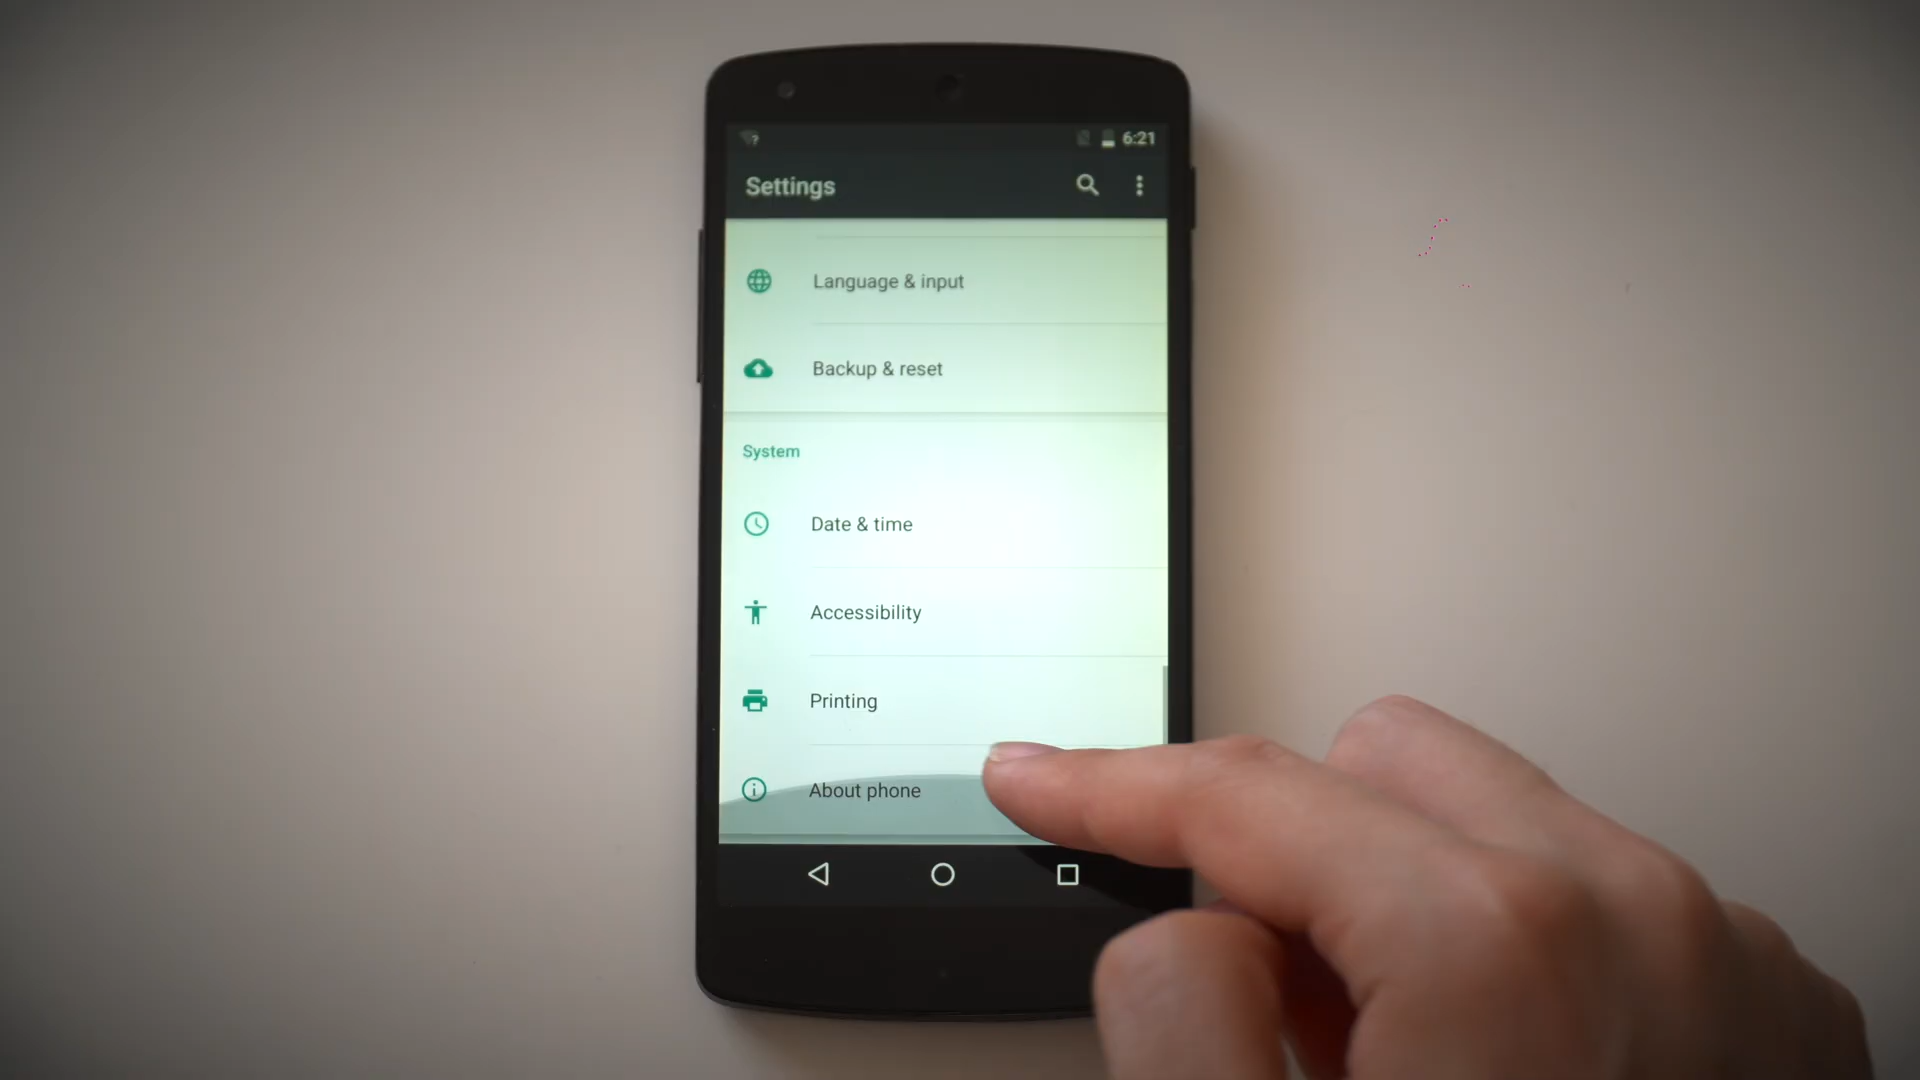 6:21
Settings
Language & input
Backup & reset
System
Date & time
Accessibility
Printing
About phone